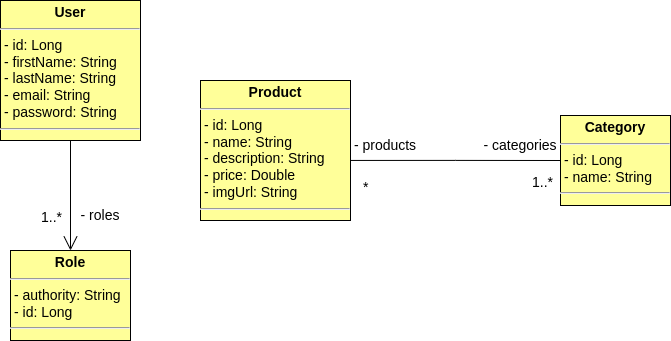 User
- id: Long
- firstName: String
- lastName: String
- email: String
- password: String
1..*
- roles
Role
- authority: String
- id: Long
Product
- id: Long
- name: String
- description: String
- price: Double
- imgUrl: String
- products
*
- categories
1..*
Category
- id: Long
- name: String